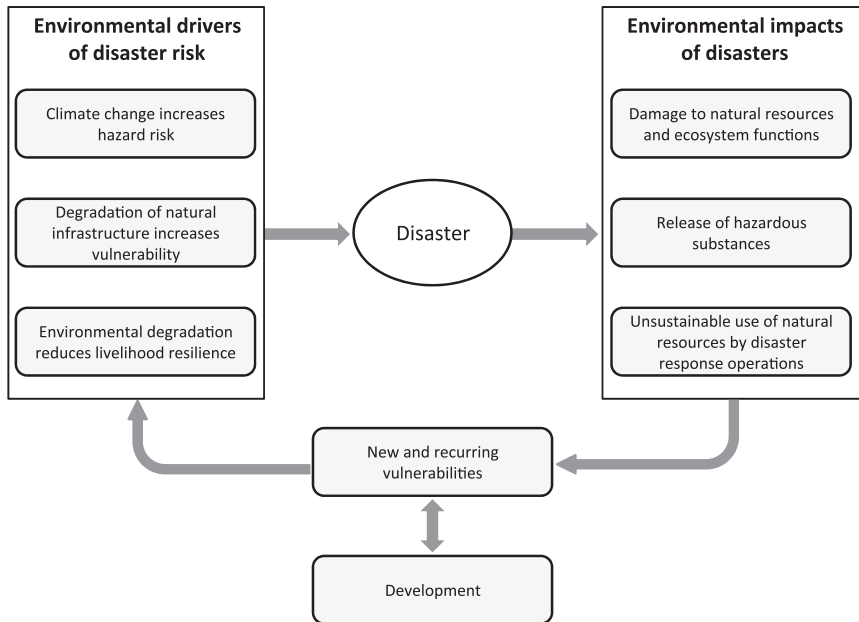 Environmental drivers
of disaster risk
Climate change increases
hazard risk
Degradation of natural
infrastructure increases
vulnerability
Environmental degradation
reduces livelihood resilience
Disaster
Environmental impacts
of disasters
Damage to natural resources
and ecosystem functions
Release of hazardous
substances
Unsustainable use of natural
resources by disaster
response operations
New and recurring
vulnerabilities
Development